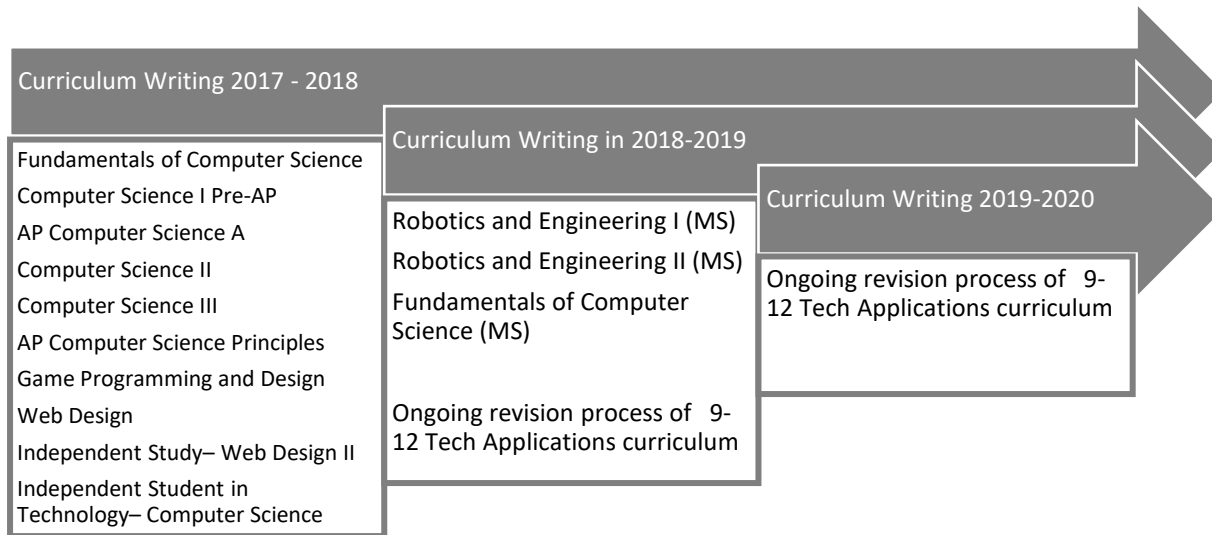 Curriculum Writing 2017 - 2018
Fundamentals of Computer Science
Computer Science I Pre-AP
AP Computer Science A
Computer Science II
Computer Science III
AP Computer Science Principles
Game Programming and Design
Web Design
Independent Study– Web Design II
Independent Student in
Technology– Computer Science
Curriculum Writing in 2018-2019
Robotics and Engineering I (MS)
Robotics and Engineering II (MS)
Fundamentals of Computer
Science (MS)
Ongoing revision process of 9-
12 Tech Applications curriculum
Curriculum Writing 2019-2020
Ongoing revision process of 9-
12 Tech Applications curriculum